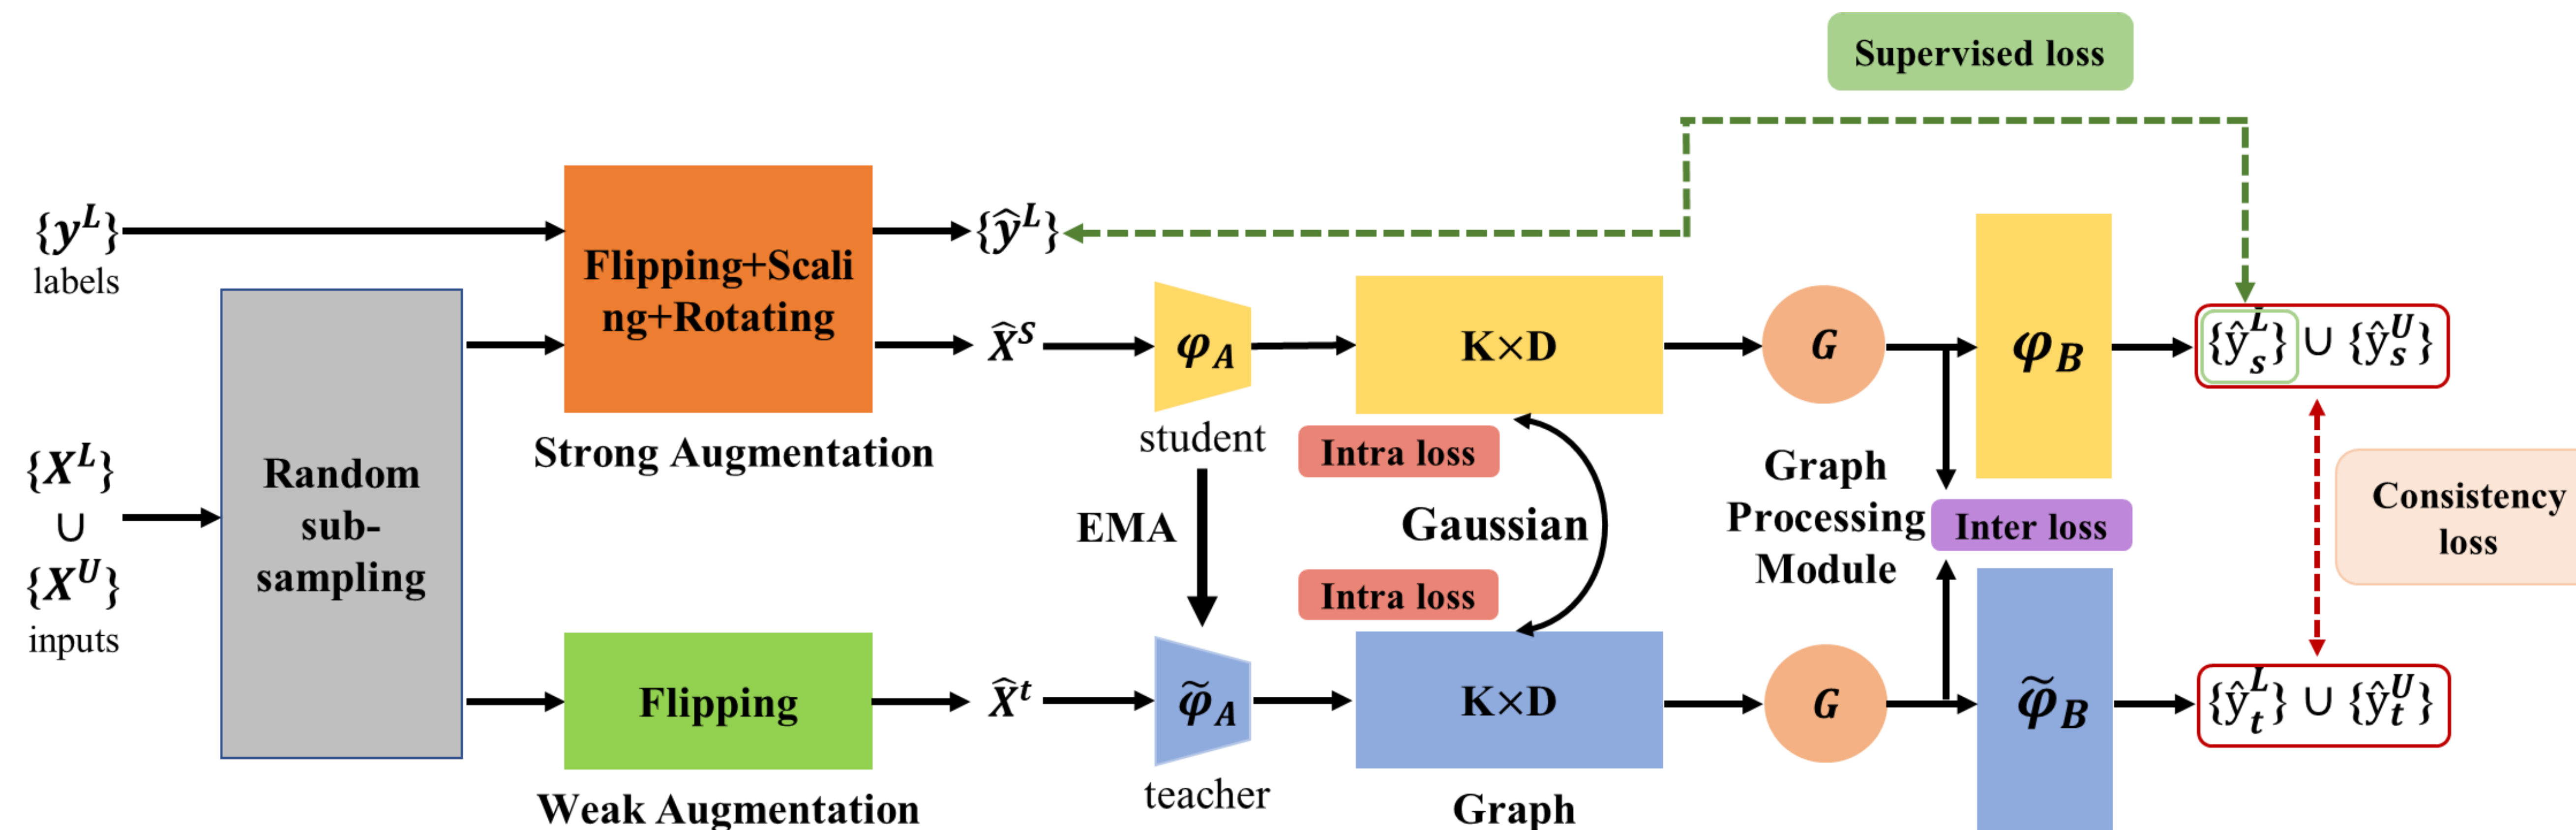 Supervised loss
{y^L}
labels
Flipping+Scali
ng+Rotating
{ŷ^L}
Strong Augmentation
X̂^S
φ_A
student
K×D
G
φ_B
{ŷ_s^L} ∪ {ŷ_s^U}
{X^L}
∪
{X^U}
inputs
Random
sub-
sampling
EMA
Intra loss
Gaussian
Intra loss
Graph
Processing
Module
Inter loss
Consistency
loss
Flipping
Weak Augmentation
X̂^t
φ̃_A
teacher
K×D
Graph
G
φ̃_B
{ŷ_t^L} ∪ {ŷ_t^U}